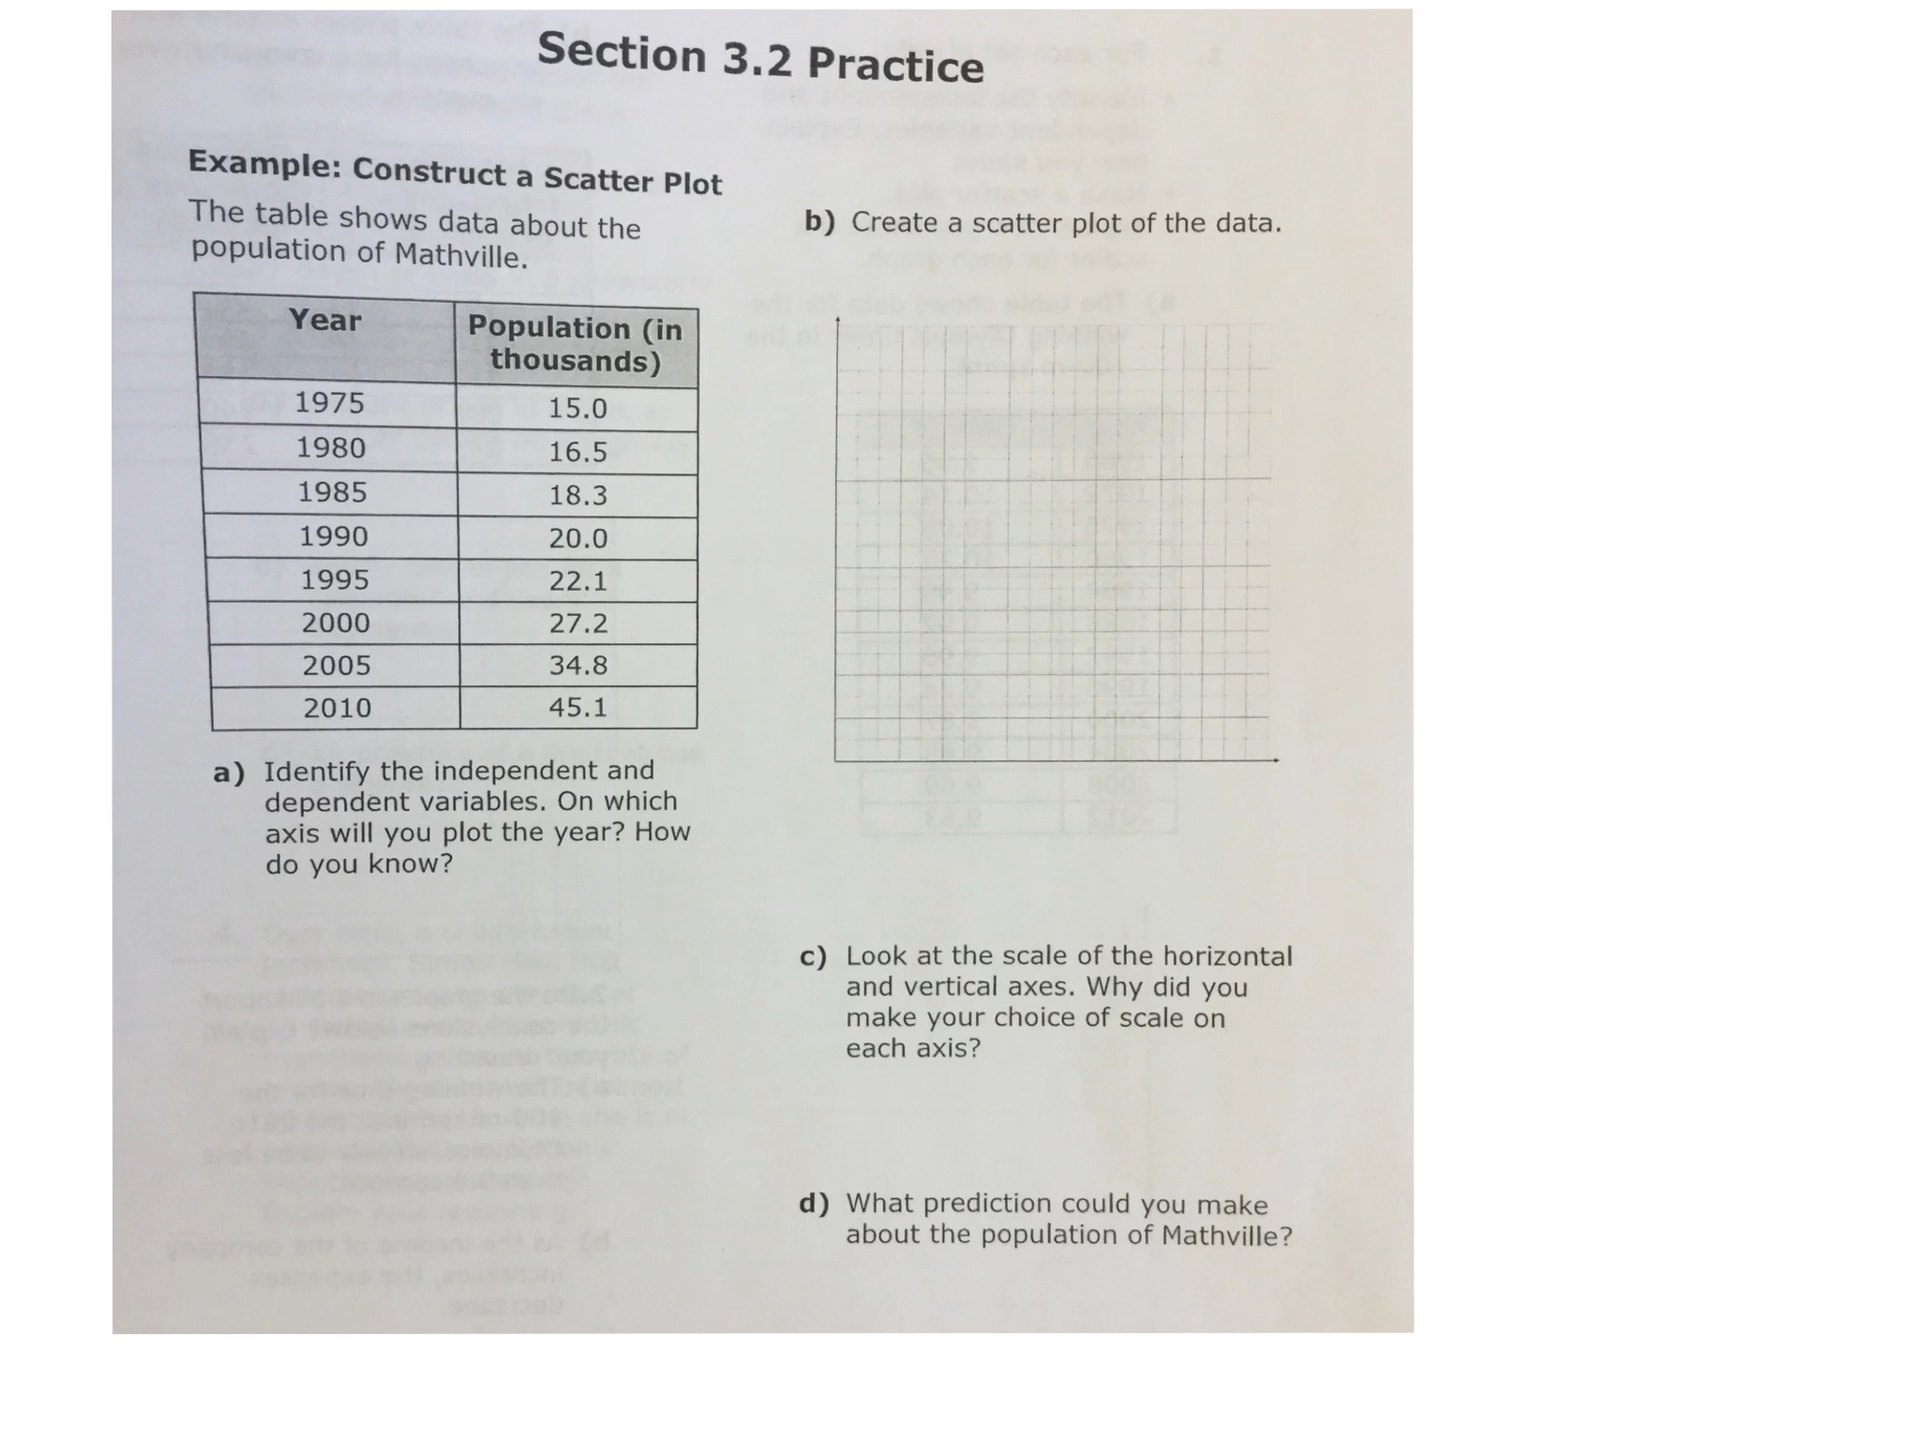 Section 3.2 Practice
Example: Construct a Scatter Plot
The table shows data about the
population of Mathville.
Year Population (in
thousands)
1975 15.0
1980 16.5
1985 18.3
1990 20.0
1995 22.1
2000 27.2
2005 34.8
2010 45.1
a) Identify the independent and
dependent variables. On which
axis will you plot the year? How
do you know?
b) Create a scatter plot of the data.
c) Look at the scale of the horizontal
and vertical axes. Why did you
make your choice of scale on
each axis?
d) What prediction could you make
about the population of Mathville?